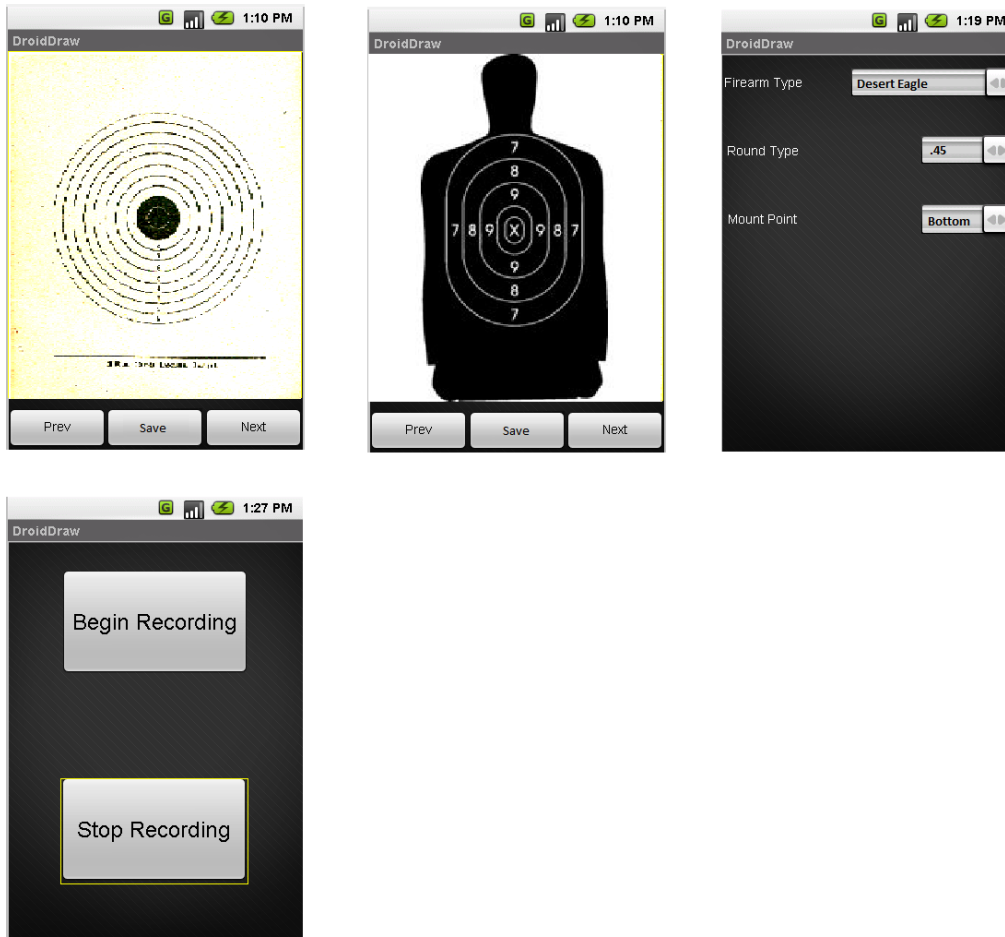 G 1:10 PM
DroidDraw
Prev Save Next
G 1:10 PM
DroidDraw
7
8
9
7 8 9 X 9 8 7
9
8
7
Prev Save Next
G 1:19 PM
DroidDraw
Firearm Type Desert Eagle
Round Type .45
Mount Point Bottom
G 1:27 PM
DroidDraw
Begin Recording
Stop Recording